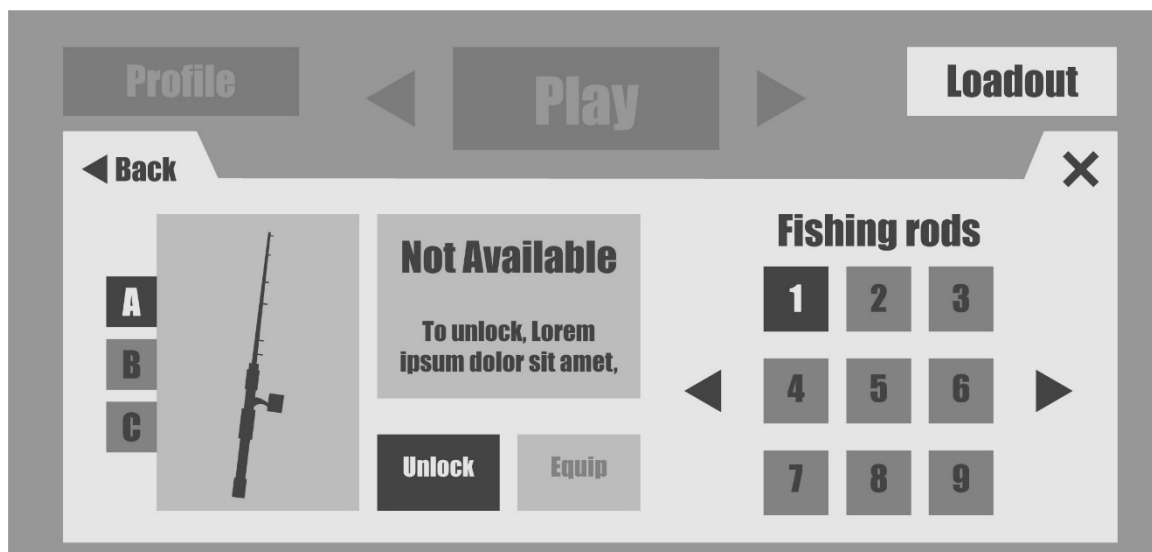 Profile
Play
Loadout
Back
A
B
C
Not Available
To unlock, Lorem
ipsum dolor sit amet,
Unlock
Equip
Fishing rods
1 2 3
4 5 6
7 8 9